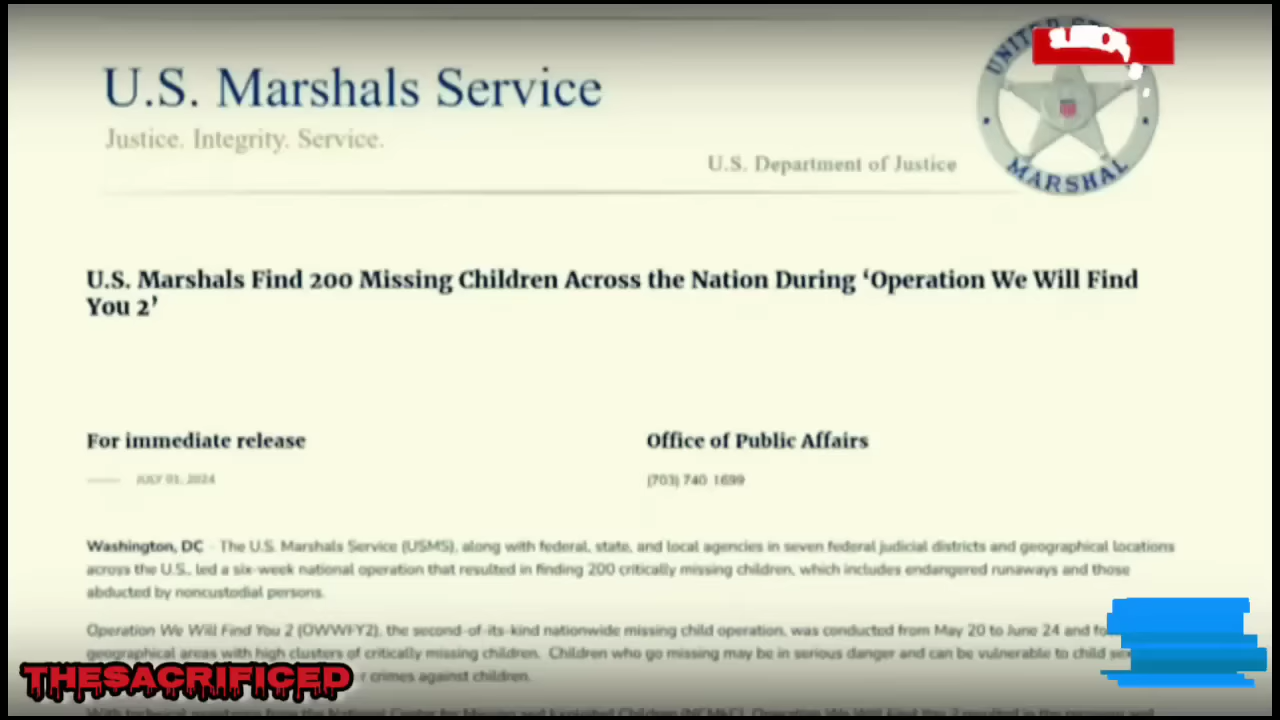 U.S. Marshals Service
Justice. Integrity. Service.
U.S. Department of Justice
UNITED
MARSHAL
U.S. Marshals Find 200 Missing Children Across the Nation During ‘Operation We Will Find
You 2’
For immediate release
Office of Public Affairs
JULY 01, 2024
(703) 740-1699
Washington, DC - The U.S. Marshals Service (USMS), along with federal, state, and local agencies in seven federal judicial districts and geographical locations
across the U.S., led a six-week national operation that resulted in finding 200 critically missing children, which includes endangered runaways and those
abducted by noncustodial persons.
Operation We Will Find You 2 (OWWFY2), the second-of-its-kind nationwide missing child operation, was conducted from May 20 to June 24 and
geographical areas with high clusters of critically missing children. Children who go missing may be in serious danger and can be vulnerable to child
crimes against children.
THESACRIFICED